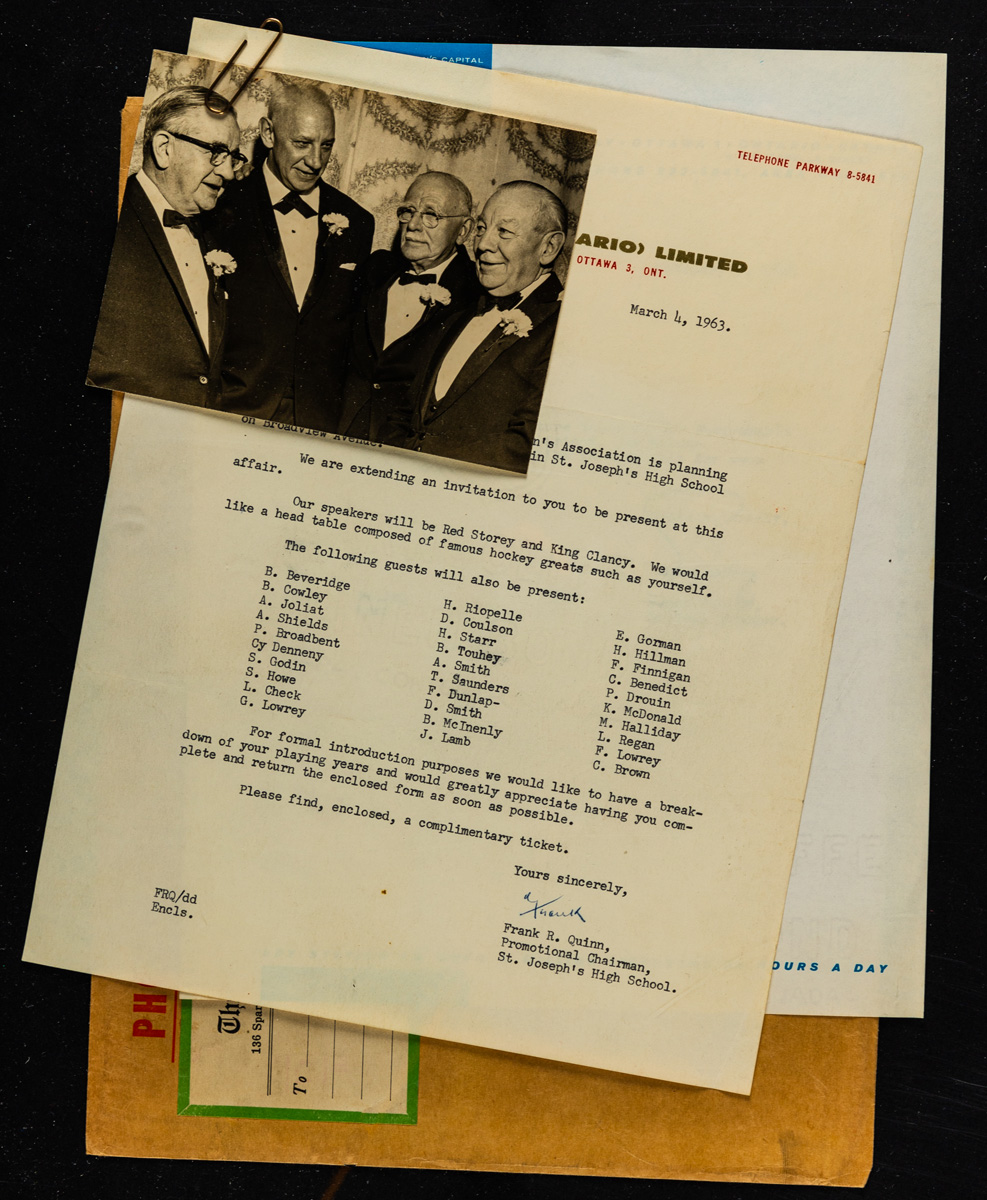 'S CAPITAL
TELEPHONE PARKWAY 8-5841
ARIO) LIMITED
OTTAWA 3, ONT.
March 4, 1963.
n's Association is planning
in St. Joseph's High School
on Broadview Avenue.
We are extending an invitation to you to be present at this
affair.
Our speakers will be Red Storey and King Clancy. We would
like a head table composed of famous hockey greats such as yourself.
The following guests will also be present:
B. Beveridge
B. Cowley
A. Joliat
A. Shields
P. Broadbent
Cy Denneny
S. Godin
S. Howe
L. Check
G. Lowrey
H. Riopelle
D. Coulson
H. Starr
B. Touhey
A. Smith
T. Saunders
F. Dunlap-
D. Smith
B. McInenly
J. Lamb
E. Gorman
H. Hillman
F. Finnigan
C. Benedict
P. Drouin
K. McDonald
M. Halliday
L. Regan
F. Lowrey
C. Brown
For formal introduction purposes we would like to have a break-
down of your playing years and would greatly appreciate having you com-
plete and return the enclosed form as soon as possible.
Please find, enclosed, a complimentary ticket.
Yours sincerely,
Frank
Frank R. Quinn,
Promotional Chairman,
St. Joseph's High School.
FRQ/dd
Encls.
OURS A DAY
PH
The
136 Spar
To